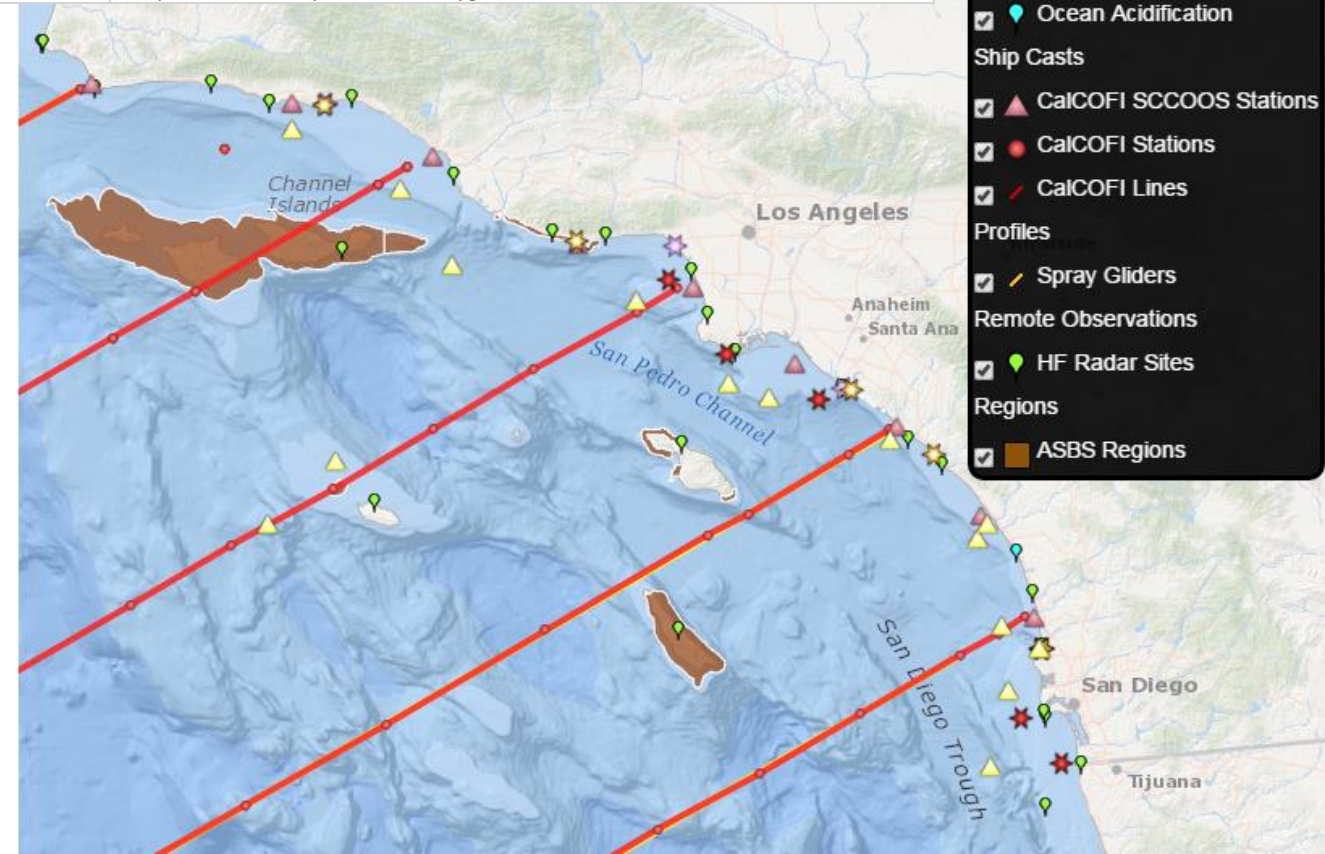 Ocean Acidification
Ship Casts
CalCOFI SCCOOS Stations
CalCOFI Stations
CalCOFI Lines
Profiles
Spray Gliders
Remote Observations
HF Radar Sites
Regions
ASBS Regions
Channel
Islands
Los Angeles
Anaheim
Santa Ana
San Pedro Channel
San Diego Trough
San Diego
Tijuana